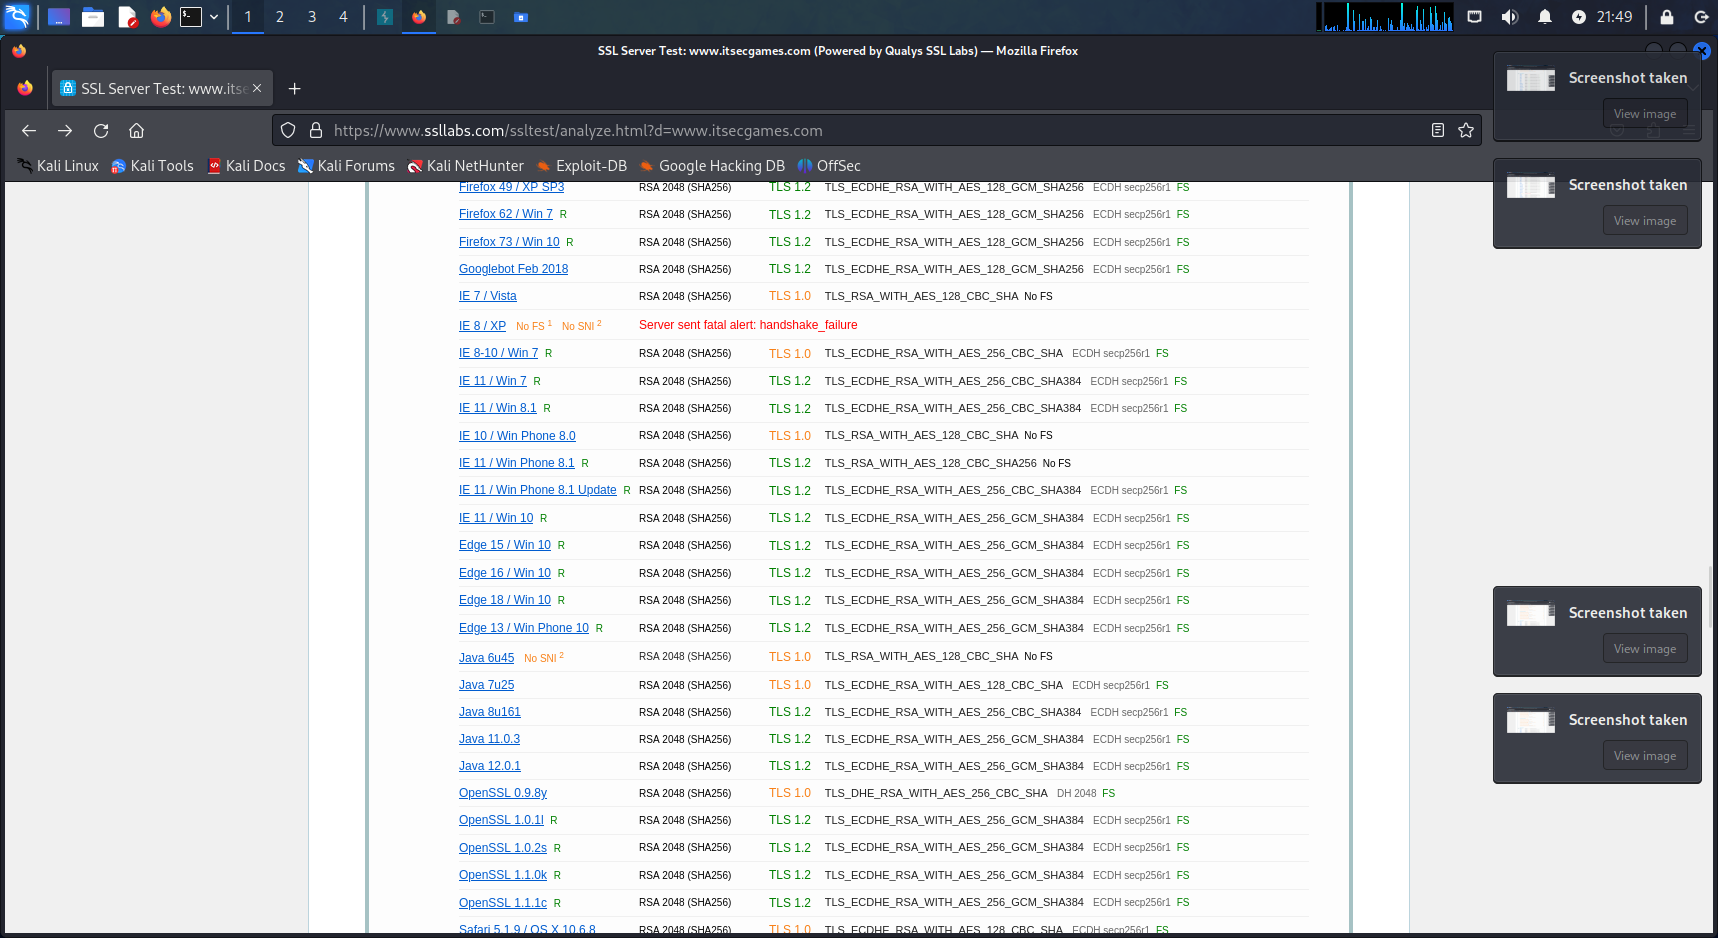 1 2 3 4 21:49
SSL Server Test: www.itsecgames.com (Powered by Qualys SSL Labs) — Mozilla Firefox
SSL Server Test: www.itse
https://www.ssllabs.com/ssltest/analyze.html?d=www.itsecgames.com
Kali Linux Kali Tools Kali Docs Kali Forums Kali NetHunter Exploit-DB Google Hacking DB OffSec
Screenshot taken
View image
Screenshot taken
View image
Firefox 49 / XP SP3 RSA 2048 (SHA256) TLS 1.2 TLS_ECDHE_RSA_WITH_AES_128_GCM_SHA256 ECDH secp256r1 FS
Firefox 62 / Win 7 R RSA 2048 (SHA256) TLS 1.2 TLS_ECDHE_RSA_WITH_AES_128_GCM_SHA256 ECDH secp256r1 FS
Firefox 73 / Win 10 R RSA 2048 (SHA256) TLS 1.2 TLS_ECDHE_RSA_WITH_AES_128_GCM_SHA256 ECDH secp256r1 FS
Googlebot Feb 2018 RSA 2048 (SHA256) TLS 1.2 TLS_ECDHE_RSA_WITH_AES_128_GCM_SHA256 ECDH secp256r1 FS
IE 7 / Vista RSA 2048 (SHA256) TLS 1.0 TLS_RSA_WITH_AES_128_CBC_SHA No FS
IE 8 / XP No FS 1 No SNI 2 Server sent fatal alert: handshake_failure
IE 8-10 / Win 7 R RSA 2048 (SHA256) TLS 1.0 TLS_ECDHE_RSA_WITH_AES_256_CBC_SHA ECDH secp256r1 FS
IE 11 / Win 7 R RSA 2048 (SHA256) TLS 1.2 TLS_ECDHE_RSA_WITH_AES_256_CBC_SHA384 ECDH secp256r1 FS
IE 11 / Win 8.1 R RSA 2048 (SHA256) TLS 1.2 TLS_ECDHE_RSA_WITH_AES_256_CBC_SHA384 ECDH secp256r1 FS
IE 10 / Win Phone 8.0 RSA 2048 (SHA256) TLS 1.0 TLS_RSA_WITH_AES_128_CBC_SHA No FS
IE 11 / Win Phone 8.1 R RSA 2048 (SHA256) TLS 1.2 TLS_RSA_WITH_AES_128_CBC_SHA256 No FS
IE 11 / Win Phone 8.1 Update R RSA 2048 (SHA256) TLS 1.2 TLS_ECDHE_RSA_WITH_AES_256_CBC_SHA384 ECDH secp256r1 FS
IE 11 / Win 10 R RSA 2048 (SHA256) TLS 1.2 TLS_ECDHE_RSA_WITH_AES_256_GCM_SHA384 ECDH secp256r1 FS
Edge 15 / Win 10 R RSA 2048 (SHA256) TLS 1.2 TLS_ECDHE_RSA_WITH_AES_256_GCM_SHA384 ECDH secp256r1 FS
Edge 16 / Win 10 R RSA 2048 (SHA256) TLS 1.2 TLS_ECDHE_RSA_WITH_AES_256_GCM_SHA384 ECDH secp256r1 FS
Edge 18 / Win 10 R RSA 2048 (SHA256) TLS 1.2 TLS_ECDHE_RSA_WITH_AES_256_GCM_SHA384 ECDH secp256r1 FS
Edge 13 / Win Phone 10 R RSA 2048 (SHA256) TLS 1.2 TLS_ECDHE_RSA_WITH_AES_256_GCM_SHA384 ECDH secp256r1 FS
Java 6u45 No SNI 2 RSA 2048 (SHA256) TLS 1.0 TLS_RSA_WITH_AES_128_CBC_SHA No FS
Java 7u25 RSA 2048 (SHA256) TLS 1.0 TLS_ECDHE_RSA_WITH_AES_128_CBC_SHA ECDH secp256r1 FS
Java 8u161 RSA 2048 (SHA256) TLS 1.2 TLS_ECDHE_RSA_WITH_AES_256_CBC_SHA384 ECDH secp256r1 FS
Java 11.0.3 RSA 2048 (SHA256) TLS 1.2 TLS_ECDHE_RSA_WITH_AES_256_GCM_SHA384 ECDH secp256r1 FS
Java 12.0.1 RSA 2048 (SHA256) TLS 1.2 TLS_ECDHE_RSA_WITH_AES_256_GCM_SHA384 ECDH secp256r1 FS
OpenSSL 0.9.8y RSA 2048 (SHA256) TLS 1.0 TLS_DHE_RSA_WITH_AES_256_CBC_SHA DH 2048 FS
OpenSSL 1.0.1l R RSA 2048 (SHA256) TLS 1.2 TLS_ECDHE_RSA_WITH_AES_256_GCM_SHA384 ECDH secp256r1 FS
OpenSSL 1.0.2s R RSA 2048 (SHA256) TLS 1.2 TLS_ECDHE_RSA_WITH_AES_256_GCM_SHA384 ECDH secp256r1 FS
OpenSSL 1.1.0k R RSA 2048 (SHA256) TLS 1.2 TLS_ECDHE_RSA_WITH_AES_256_GCM_SHA384 ECDH secp256r1 FS
OpenSSL 1.1.1c R RSA 2048 (SHA256) TLS 1.2 TLS_ECDHE_RSA_WITH_AES_256_GCM_SHA384 ECDH secp256r1 FS
Safari 5.1.9 / OS X 10.6.8 RSA 2048 (SHA256) TLS 1.0 TLS_ECDHE_RSA_WITH_AES_128_CBC_SHA ECDH secp256r1 FS
Screenshot taken
View image
Screenshot taken
View image